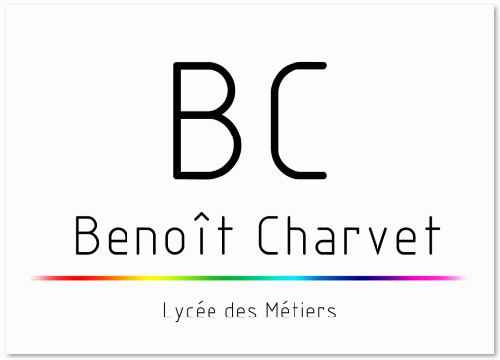 BC
Benoît Charvet
Lycée des Métiers